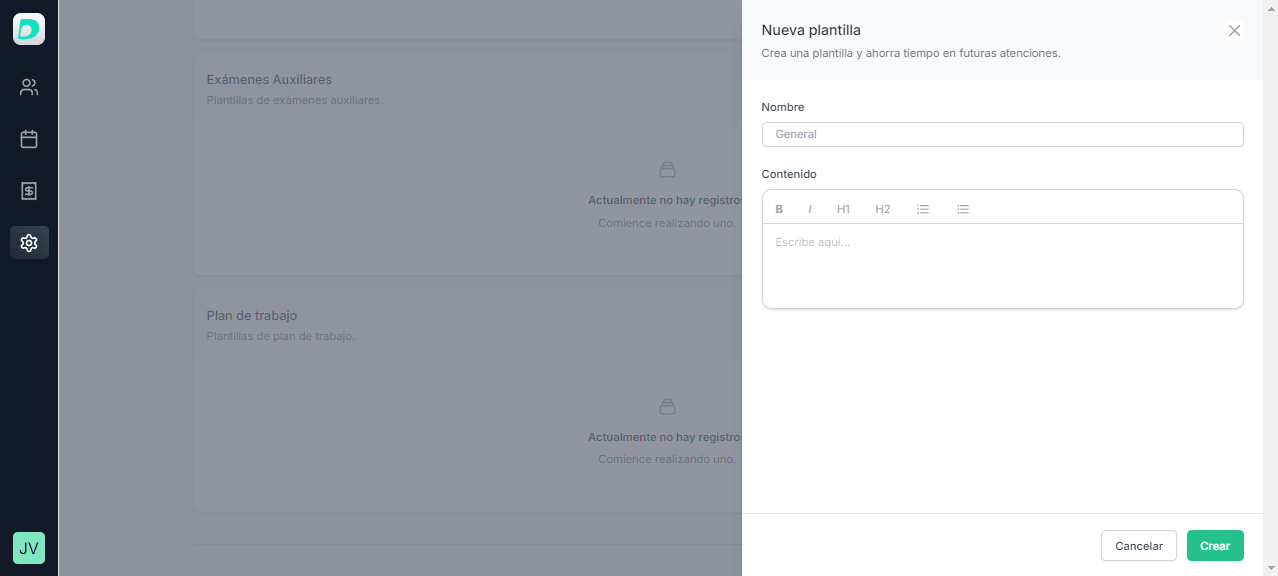 Exámenes Auxiliares
Plantillas de exámenes auxiliares.
Actualmente no hay registros
Comience realizando uno.
Plan de trabajo
Plantillas de plan de trabajo.
Actualmente no hay registros
Comience realizando uno.
JV
Nueva plantilla
Crea una plantilla y ahorra tiempo en futuras atenciones.
Nombre
General
Contenido
B I H1 H2
Escribe aquí...
Cancelar Crear